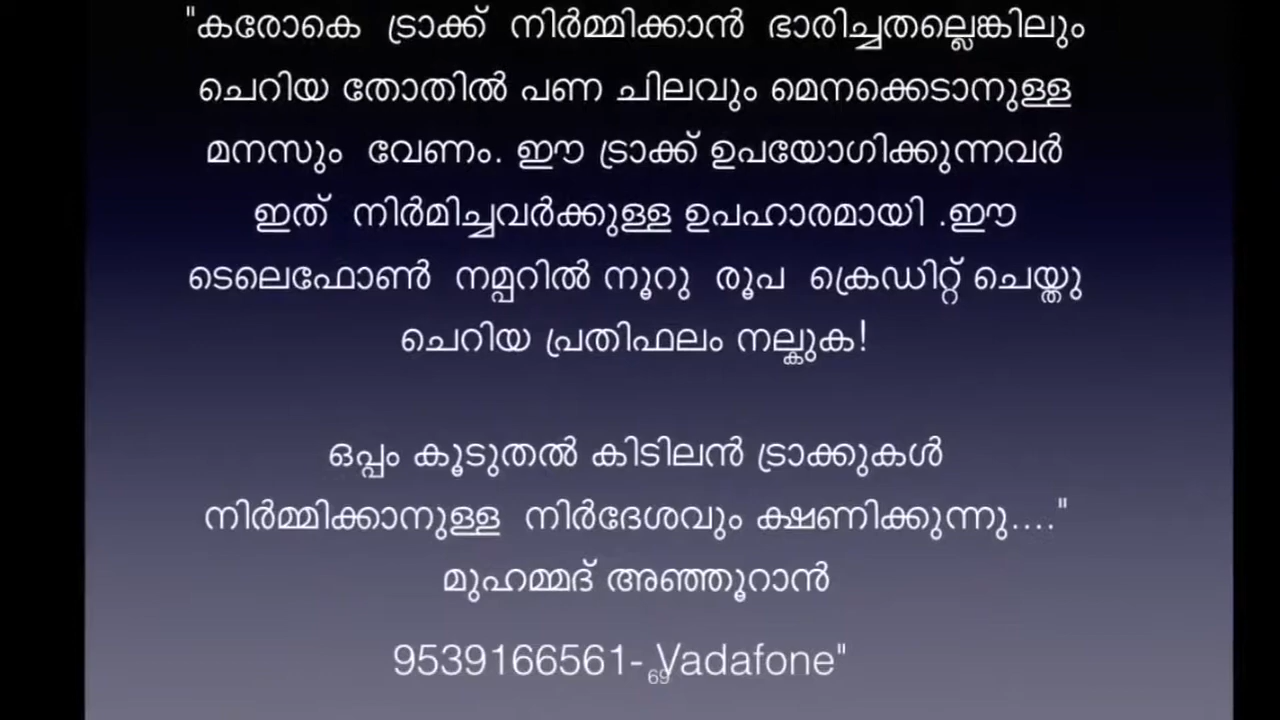 "കരോകെ ട്രാക്ക് നിർമ്മിക്കാൻ ഭാരിച്ചതല്ലെങ്കിലും
ചെറിയ തോതിൽ പണ ചിലവും മെനക്കെടാനുള്ള
മനസും വേണം. ഈ ട്രാക്ക് ഉപയോഗിക്കുന്നവർ
ഇത് നിർമിച്ചവർക്കുള്ള ഉപഹാരമായി .ഈ
ടെലെഫോൺ നമ്പറിൽ നൂറു രൂപ ക്രെഡിറ്റ് ചെയ്തു
ചെറിയ പ്രതിഫലം നല്കുക!
ഒപ്പം കൂടുതൽ കിടിലൻ ട്രാക്കുകൾ
നിർമ്മിക്കാനുള്ള നിർദേശവും ക്ഷണിക്കുന്നു...."
മുഹമ്മദ് അഞ്ഞൂറാൻ
9539166561- Vadafone"
69